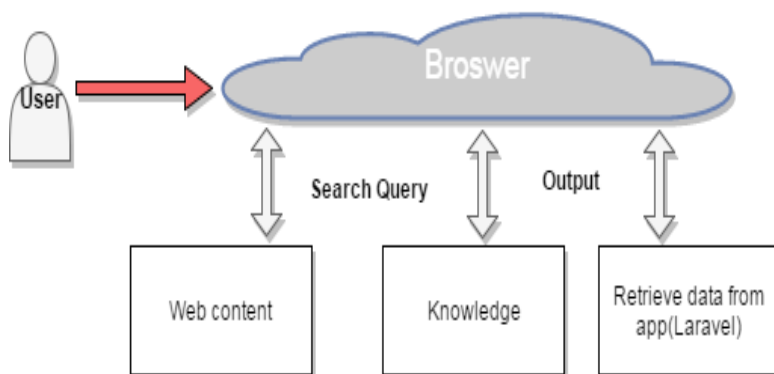 Broswer
User
Search Query
Output
Web content
Knowledge
Retrieve data from
app(Laravel)